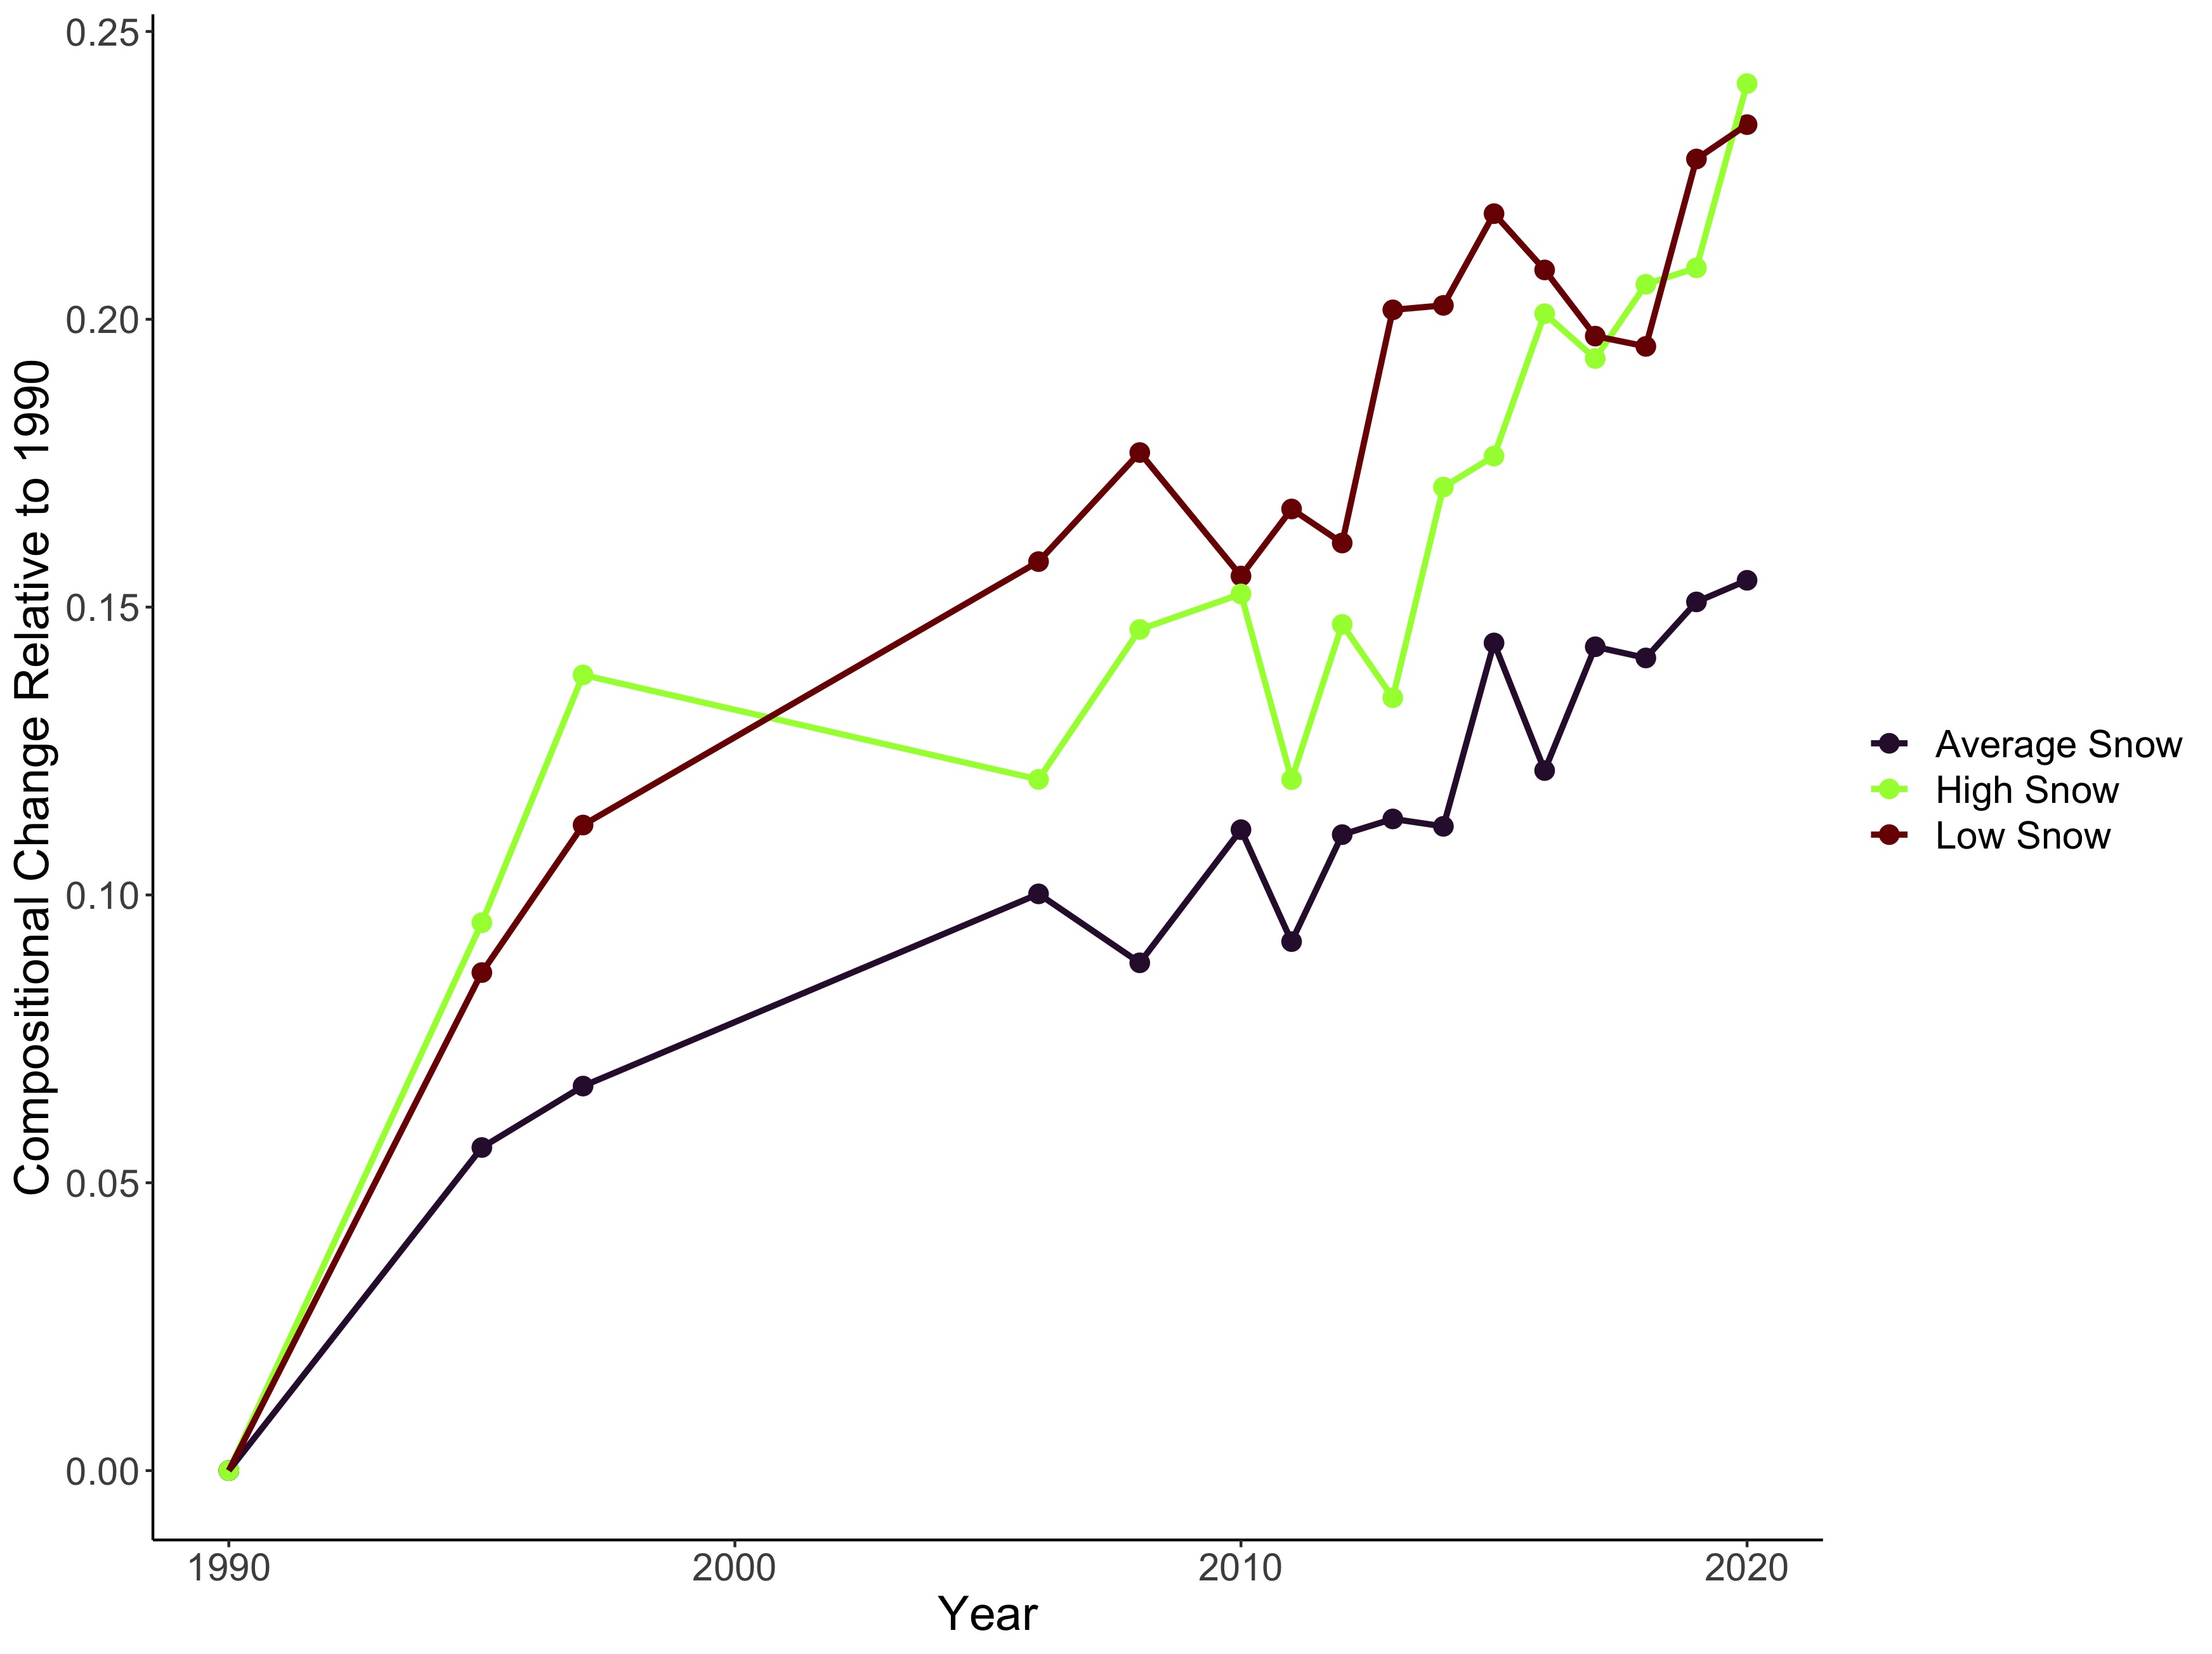 0.25
0.20
0.15
0.10
0.05
0.00
Compositional Change Relative to 1990
1990 2000 2010 2020
Year
Average Snow
High Snow
Low Snow